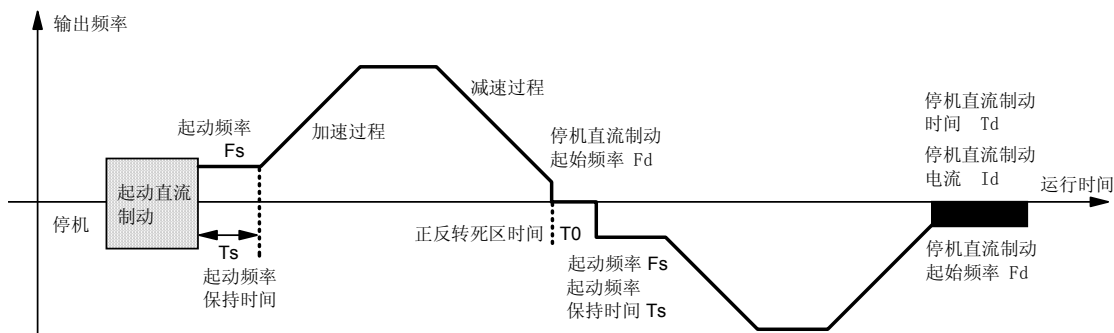 输出频率
停机
起动直流
制动
起动频率
Fs
Ts
起动频率
保持时间
加速过程
减速过程
停机直流制动
起始频率 Fd
正反转死区时间 T0
起动频率 Fs
起动频率
保持时间 Ts
停机直流制动
时间 Td
停机直流制动
电流 Id
运行时间
停机直流制动
起始频率 Fd